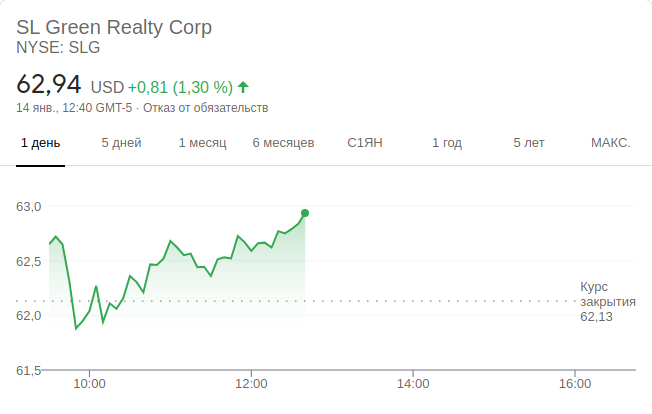 SL Green Realty Corp
NYSE: SLG
62,94 USD +0,81 (1,30 %)
14 янв., 12:40 GMT-5 · Отказ от обязательств
1 день 5 дней 1 месяц 6 месяцев С1ЯН 1 год 5 лет МАКС.
63,0
62,5
Курс
закрытия
62,0
62,13
61,5
10:00 12:00 14:00 16:00